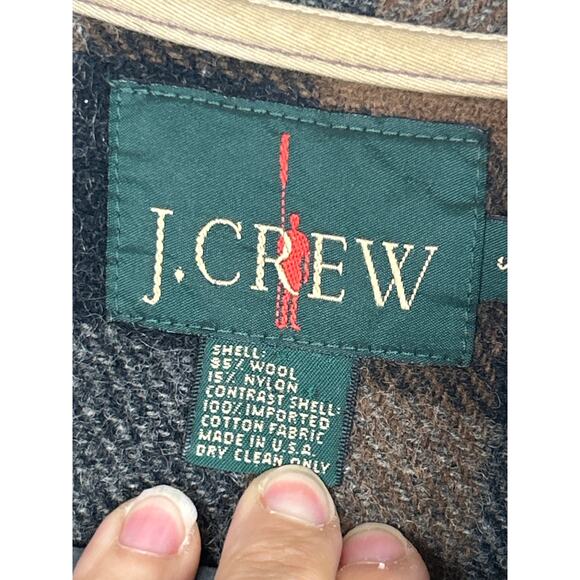 J.CREW
SHELL:
85% WOOL
15% NYLON
CONTRAST SHELL:
100% IMPORTED
COTTON FABRIC
MADE IN U.S.A.
DRY CLEAN ONLY